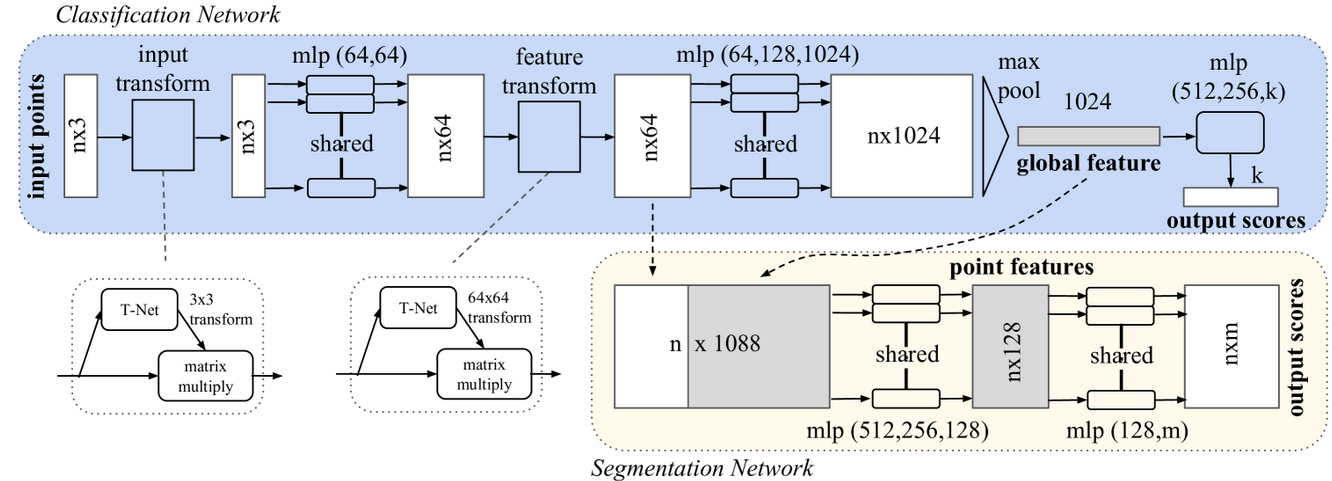 Classification Network
input points
nx3
input
transform
nx3
mlp (64,64)
shared
nx64
feature
transform
nx64
mlp (64,128,1024)
shared
nx1024
max
pool
1024
global feature
mlp
(512,256,k)
k
output scores
T-Net
3x3
transform
matrix
multiply
T-Net
64x64
transform
matrix
multiply
point features
n x 1088
shared
mlp (512,256,128)
nx128
shared
mlp (128,m)
nxm
output scores
Segmentation Network